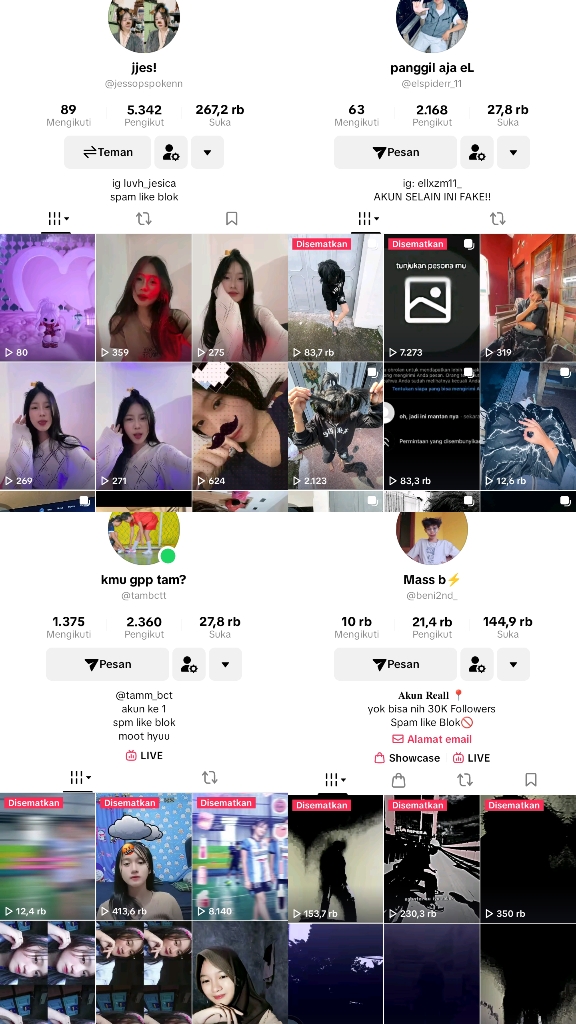 jjes!
@jessopspokenn
89 5.342 267,2 rb
Mengikuti Pengikut Suka
Teman
ig luvh_jesica
spam like blok
80
359
275
269
271
624
panggil aja eL
@elspiderr_11
63 2.168 27,8 rb
Mengikuti Pengikut Suka
Pesan
ig: ellxzm11_
AKUN SELAIN INI FAKE!!
Disematkan
83,7 rb
Disematkan
tunjukan pesona mu
7.273
319
2.123
oh, jadi ini mantan nya
Permintaan yang disembunyika
83,3 rb
12,6 rb
kmu gpp tam?
@tambctt
1.375 2.360 27,8 rb
Mengikuti Pengikut Suka
Pesan
@tamm_bct
akun ke 1
spm like blok
moot hyuu
LIVE
Disematkan
12,4 rb
Disematkan
413,6 rb
Disematkan
8.140
Mass b⚡
@beni2nd_
10 rb 21,4 rb 144,9 rb
Mengikuti Pengikut Suka
Pesan
Akun Reall 📍
yok bisa nih 30K Followers
Spam like Blok🚫
Alamat email
Showcase LIVE
Disematkan
153,7 rb
Disematkan
230,3 rb
Disematkan
350 rb